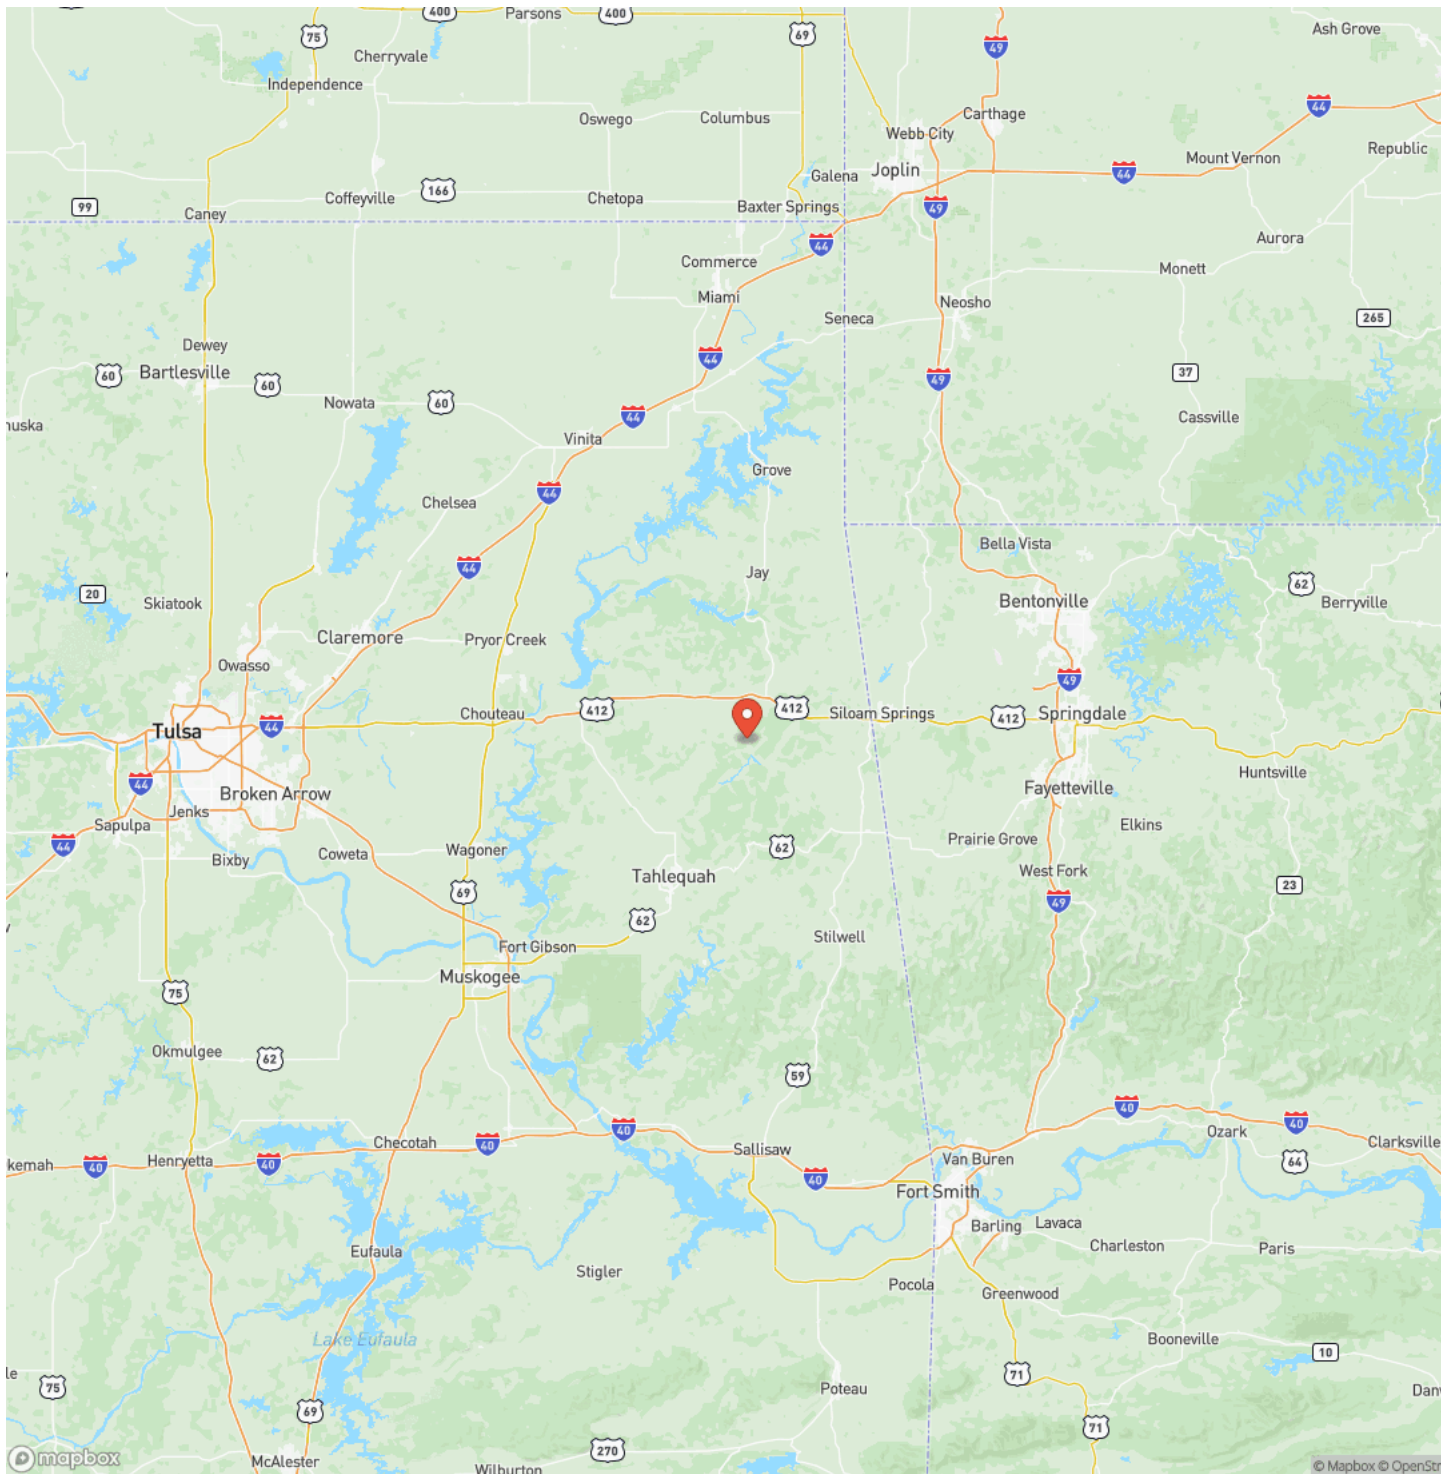 400
Parsons
400
75
69
49
Ash Grove
Cherryvale
Independence
Oswego
Columbus
Carthage
44
Webb City
Mount Vernon
Republic
Joplin
44
Galena
166
Coffeyville
Chetopa
99
Caney
Baxter Springs
49
44
Aurora
Commerce
Monett
Miami
Neosho
Seneca
265
Dewey
44
Bartlesville
60
60
49
37
Nowata
60
44
Cassville
huska
Vinita
Grove
44
Chelsea
Bella Vista
44
Jay
62
20
Skiatook
Bentonville
Berryville
Claremore
Pryor Creek
Owasso
49
412
412
Chouteau
Siloam Springs
412
Springdale
Tulsa
44
Huntsville
44
Broken Arrow
Fayetteville
Jenks
Sapulpa
Elkins
44
Bixby
Coweta
Wagoner
62
Prairie Grove
West Fork
Tahlequah
69
23
49
62
Stilwell
Fort Gibson
Muskogee
75
Okmulgee
62
59
40
40
40
Ozark
Checotah
40
Clarksville
Sallisaw
kemah
40
Henryetta
40
Van Buren
64
40
Fort Smith
Barling
Lavaca
Eufaula
Charleston
Paris
Stigler
Pocola
Greenwood
Lake Eufaula
Booneville
10
le
75
71
Poteau
Danv
69
71
270
mapbox
McAlester
Wilburton
© Mapbox © OpenStr